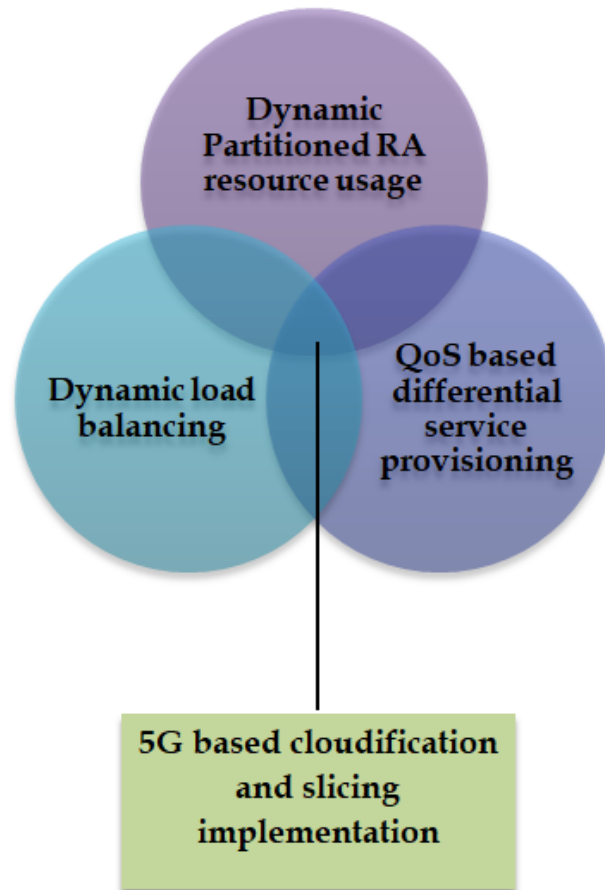 Dynamic
Partitioned RA
resource usage
Dynamic load
balancing
QoS based
differential
service
provisioning
5G based cloudification
and slicing
implementation